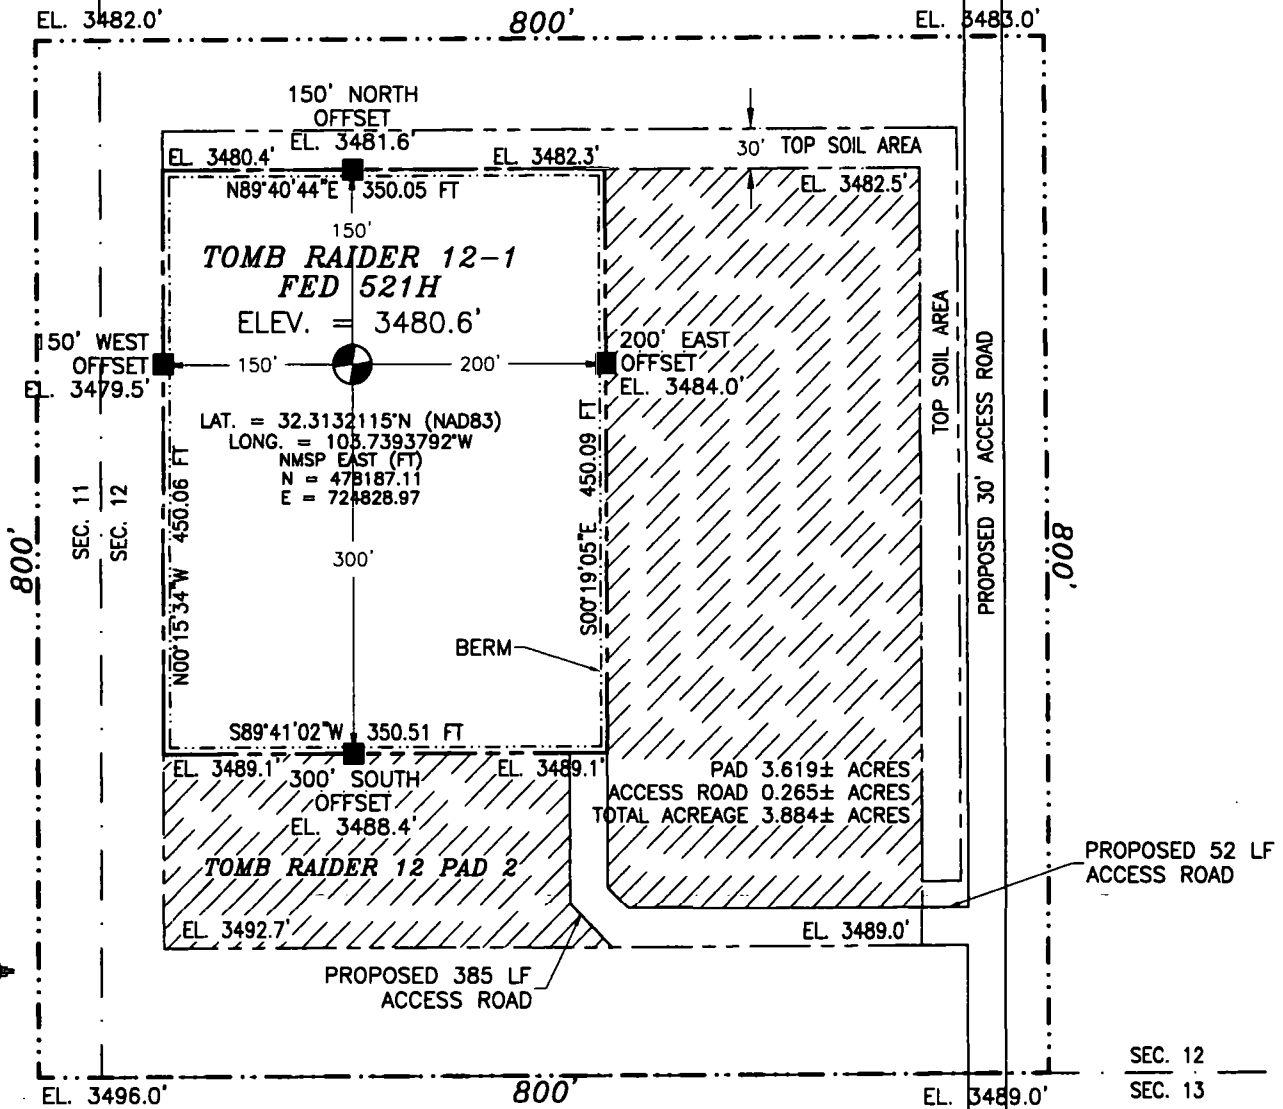 EL. 3482.0'
800'
EL. 3483.0'
150' NORTH
OFFSET
EL. 3481.6'
30' TOP SOIL AREA
EL. 3480.4'
EL. 3482.3'
EL. 3482.5'
N89°40'44"E 350.05 FT
150'
TOMB RAIDER 12-1
FED 521H
ELEV. = 3480.6'
150' WEST
OFFSET
EL. 3479.5'
150'
200'
200' EAST
OFFSET
EL. 3484.0'
TOP SOIL AREA
PROPOSED 30' ACCESS ROAD
LAT. = 32.3132115°N (NAD83)
LONG. = 103.7393792°W
NMSP EAST (FT)
N = 478187.11
E = 724828.97
SEC. 11
SEC. 12
N00°15'34"W 450.06 FT
S00°19'05"E 450.09 FT
800'
800'
300'
BERM
S89°41'02"W 350.51 FT
EL. 3489.1'
EL. 3489.1'
300' SOUTH
OFFSET
EL. 3488.4'
PAD 3.619± ACRES
ACCESS ROAD 0.265± ACRES
TOTAL ACREAGE 3.884± ACRES
TOMB RAIDER 12 PAD 2
PROPOSED 52 LF
ACCESS ROAD
EL. 3492.7'
EL. 3489.0'
PROPOSED 385 LF
ACCESS ROAD
SEC. 12
SEC. 13
EL. 3496.0'
800'
EL. 3489.0'